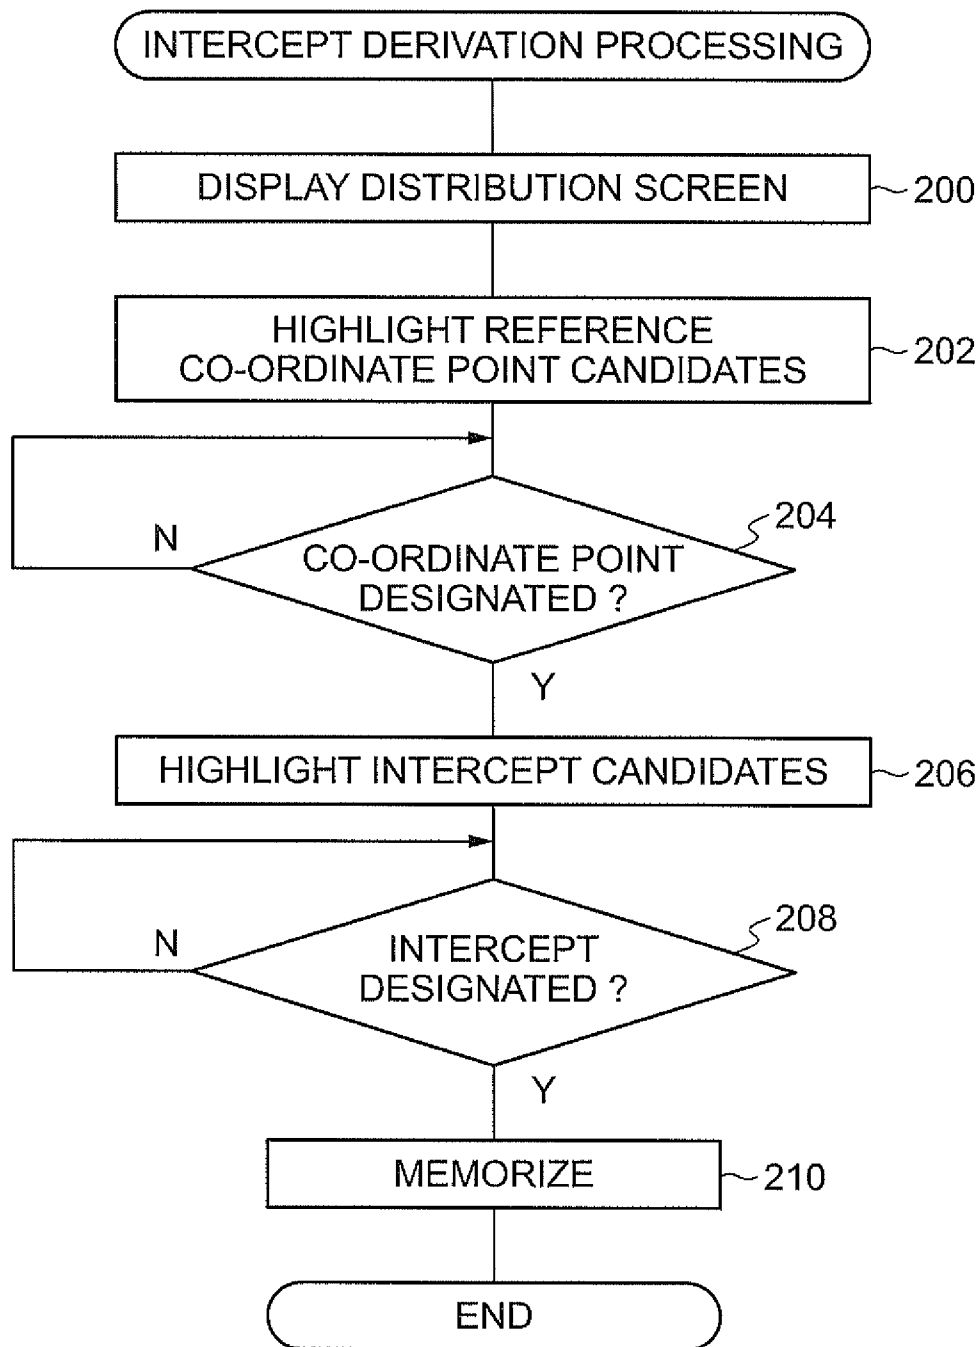 INTERCEPT DERIVATION PROCESSING
DISPLAY DISTRIBUTION SCREEN
200
HIGHLIGHT REFERENCE
CO-ORDINATE POINT CANDIDATES
202
204
N
CO-ORDINATE POINT
DESIGNATED ?
Y
HIGHLIGHT INTERCEPT CANDIDATES
206
208
N
INTERCEPT
DESIGNATED ?
Y
MEMORIZE
210
END